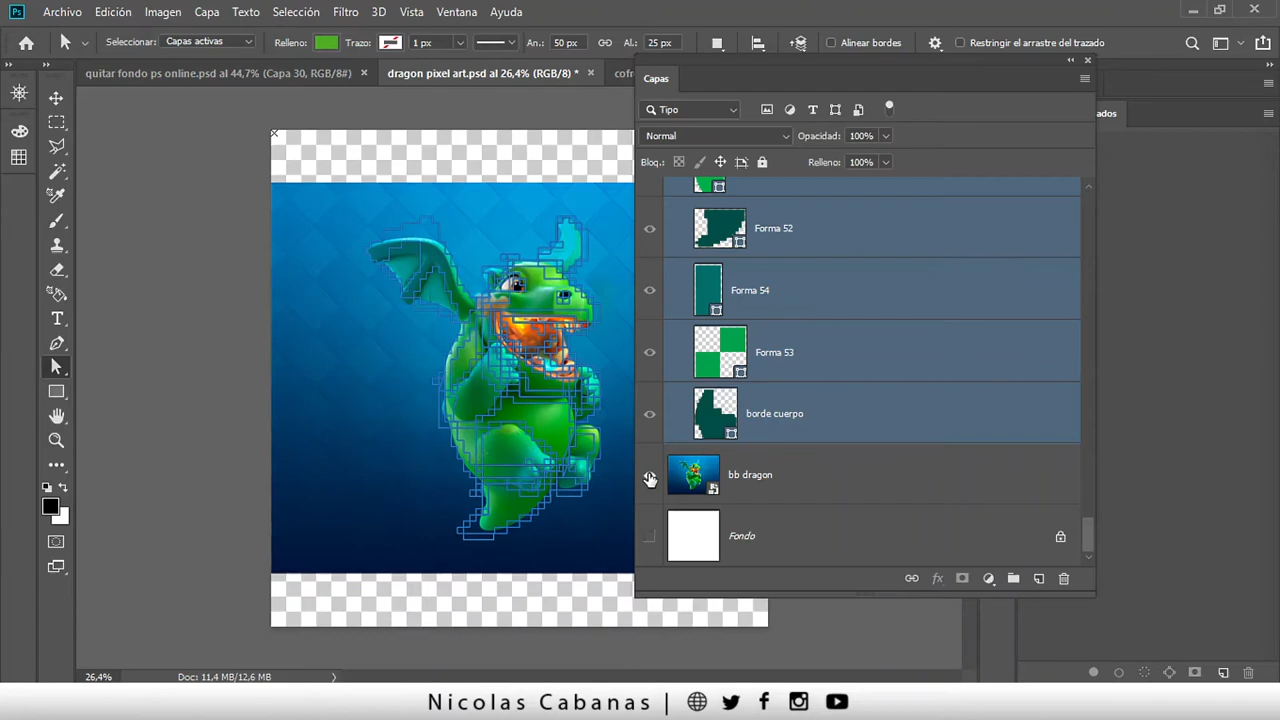 Ps Archivo Edición Imagen Capa Texto Selección Filtro 3D Vista Ventana Ayuda
Seleccionar: Capas activas Relleno: Trazo: 1 px An.: 50 px Al.: 25 px Alinear bordes Restringir el arrastre del trazado
quitar fondo ps online.psd al 44,7% (Capa 30, RGB/8#) × dragon pixel art.psd al 26,4% (RGB/8) * × cofr
Capas
ados
Tipo
Normal Opacidad: 100%
Bloq.: Relleno: 100%
Forma 52
Forma 54
Forma 53
borde cuerpo
bb dragon
Fondo
fx
26,4% Doc: 11,4 MB/12,6 MB
Nicolas Cabanas |